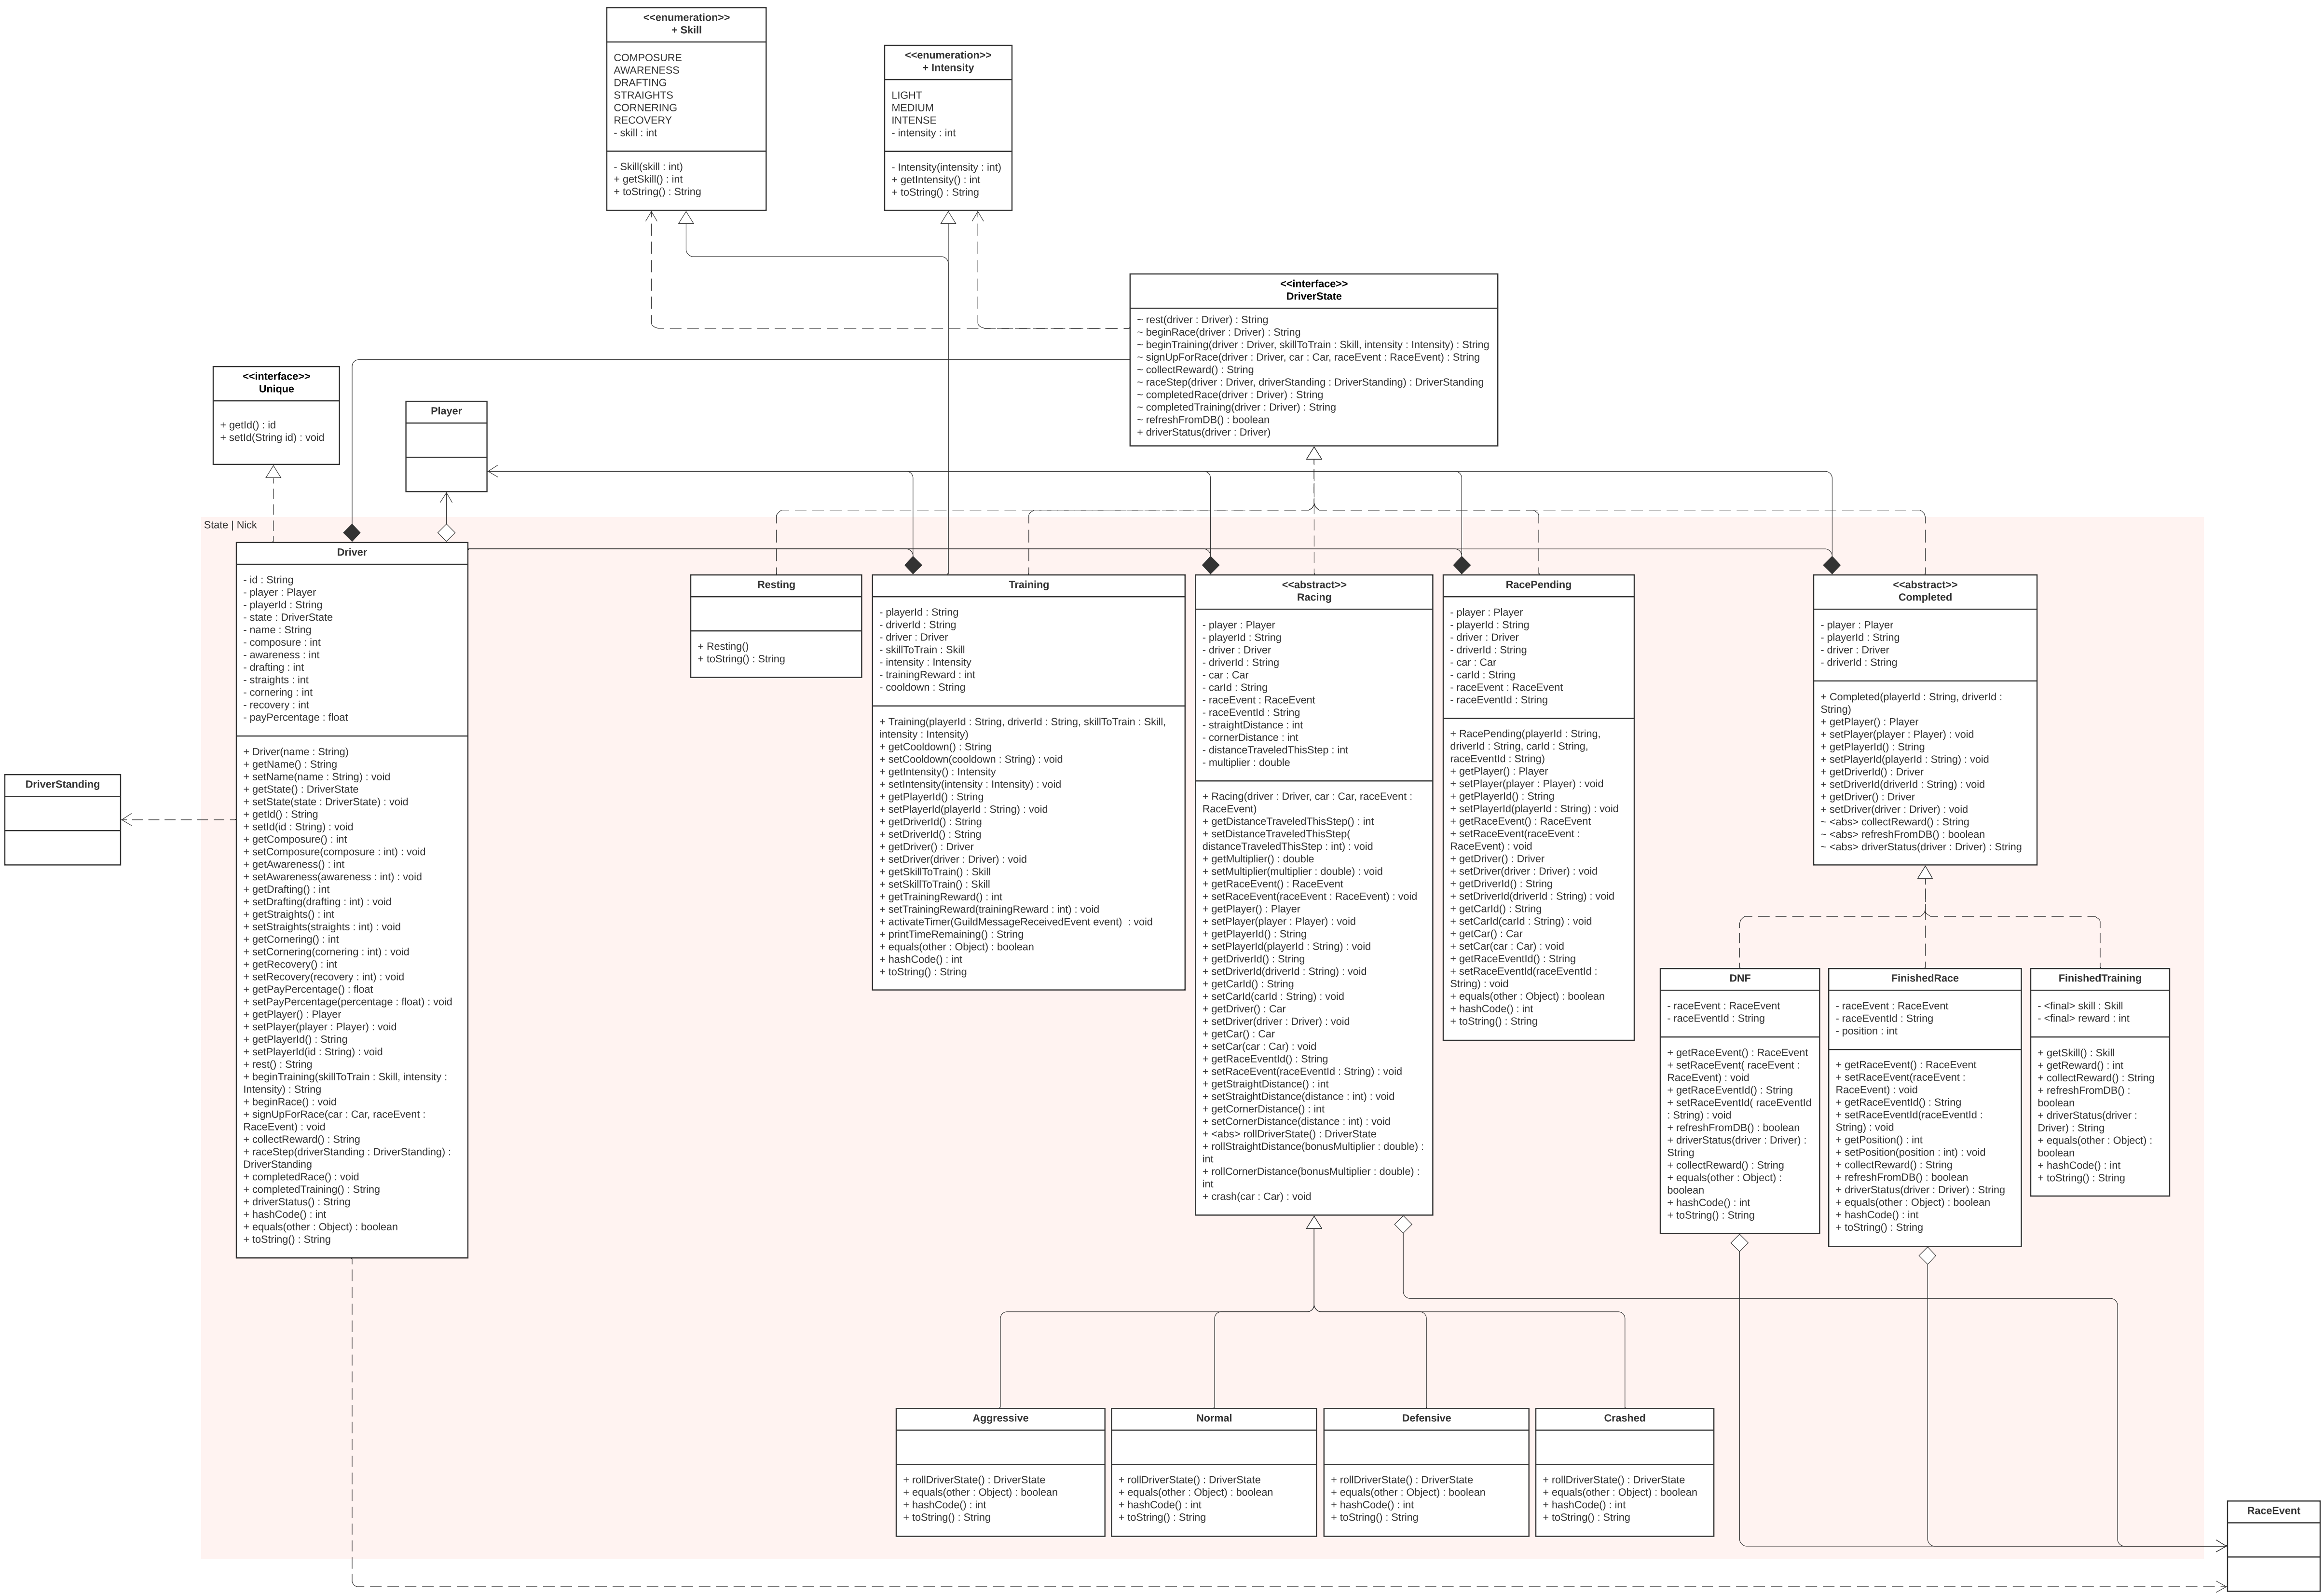 <<enumeration>>
+ Skill
COMPOSURE
AWARENESS
DRAFTING
STRAIGHTS
CORNERING
RECOVERY
- skill : int
- Skill(skill : int)
+ getSkill() : int
+ toString() : String
<<enumeration>>
+ Intensity
LIGHT
MEDIUM
INTENSE
- intensity : int
- Intensity(intensity : int)
+ getIntensity() : int
+ toString() : String
<<interface>>
DriverState
~ rest(driver : Driver) : String
~ beginRace(driver : Driver) : String
~ beginTraining(driver : Driver, skillToTrain : Skill, intensity : Intensity) : String
~ signUpForRace(driver : Driver, car : Car, raceEvent : RaceEvent) : String
~ collectReward() : String
~ raceStep(driver : Driver, driverStanding : DriverStanding) : DriverStanding
~ completedRace(driver : Driver) : String
~ completedTraining(driver : Driver) : String
~ refreshFromDB() : boolean
+ driverStatus(driver : Driver)
<<interface>>
Unique
+ getId() : id
+ setId(String id) : void
Player
State | Nick
Driver
- id : String
- player : Player
- playerId : String
- state : DriverState
- name : String
- composure : int
- awareness : int
- drafting : int
- straights : int
- cornering : int
- recovery : int
- payPercentage : float
+ Driver(name : String)
+ getName() : String
+ setName(name : String) : void
+ getState() : DriverState
+ setState(state : DriverState) : void
+ getId() : String
+ setId(id : String) : void
+ getComposure() : int
+ setComposure(composure : int) : void
+ getAwareness() : int
+ setAwareness(awareness : int) : void
+ getDrafting() : int
+ setDrafting(drafting : int) : void
+ getStraights() : int
+ setStraights(straights : int) : void
+ getCornering() : int
+ setCornering(cornering : int) : void
+ getRecovery() : int
+ setRecovery(recovery : int) : void
+ getPayPercentage() : float
+ setPayPercentage(percentage : float) : void
+ getPlayer() : Player
+ setPlayer(player : Player) : void
+ getPlayerId() : String
+ setPlayerId(id : String) : void
+ rest() : String
+ beginTraining(skillToTrain : Skill, intensity :
Intensity) : String
+ beginRace() : void
+ signUpForRace(car : Car, raceEvent :
RaceEvent) : void
+ collectReward() : String
+ raceStep(driverStanding : DriverStanding) :
DriverStanding
+ completedRace() : void
+ completedTraining() : String
+ driverStatus() : String
+ hashCode() : int
+ equals(other : Object) : boolean
+ toString() : String
DriverStanding
Resting
+ Resting()
+ toString() : String
Training
- playerId : String
- driverId : String
- driver : Driver
- skillToTrain : Skill
- intensity : Intensity
- trainingReward : int
- cooldown : String
+ Training(playerId : String, driverId : String, skillToTrain : Skill,
intensity : Intensity)
+ getCooldown() : String
+ setCooldown(cooldown : String) : void
+ getIntensity() : Intensity
+ setIntensity(intensity : Intensity) : void
+ getPlayerId() : String
+ setPlayerId(playerId : String) : void
+ getDriverId() : String
+ setDriverId() : String
+ getDriver() : Driver
+ setDriver(driver : Driver) : void
+ getSkillToTrain() : Skill
+ setSkillToTrain() : Skill
+ getTrainingReward() : int
+ setTrainingReward(trainingReward : int) : void
+ activateTimer(GuildMessageReceivedEvent event)  : void
+ printTimeRemaining() : String
+ equals(other : Object) : boolean
+ hashCode() : int
+ toString() : String
<<abstract>>
Racing
- player : Player
- playerId : String
- driver : Driver
- driverId : String
- car : Car
- carId : String
- raceEvent : RaceEvent
- raceEventId : String
- straightDistance : int
- cornerDistance : int
- distanceTraveledThisStep : int
- multiplier : double
+ Racing(driver : Driver, car : Car, raceEvent :
RaceEvent)
+ getDistanceTraveledThisStep() : int
+ setDistanceTraveledThisStep(
distanceTraveledThisStep : int) : void
+ getMultiplier() : double
+ setMultiplier(multiplier : double) : void
+ getRaceEvent() : RaceEvent
+ setRaceEvent(raceEvent : RaceEvent) : void
+ getPlayer() : Player
+ setPlayer(player : Player) : void
+ getPlayerId() : String
+ setPlayerId(playerId : String) : void
+ getDriverId() : String
+ setDriverId(driverId : String) : void
+ getCarId() : String
+ setCarId(carId : String) : void
+ getDriver() : Car
+ setDriver(driver : Driver) : void
+ getCar() : Car
+ setCar(car : Car) : void
+ getRaceEventId() : String
+ setRaceEvent(raceEventId : String) : void
+ getStraightDistance() : int
+ setStraightDistance(distance : int) : void
+ getCornerDistance() : int
+ setCornerDistance(distance : int) : void
+ <abs> rollDriverState() : DriverState
+ rollStraightDistance(bonusMultiplier : double) :
int
+ rollCornerDistance(bonusMultiplier : double) :
int
+ crash(car : Car) : void
RacePending
- player : Player
- playerId : String
- driver : Driver
- driverId : String
- car : Car
- carId : String
- raceEvent : RaceEvent
- raceEventId : String
+ RacePending(playerId : String,
driverId : String, carId : String,
raceEventId : String)
+ getPlayer() : Player
+ setPlayer(player : Player) : void
+ getPlayerId() : String
+ setPlayerId(playerId : String) : void
+ getRaceEvent() : RaceEvent
+ setRaceEvent(raceEvent :
RaceEvent) : void
+ getDriver() : Driver
+ setDriver(driver : Driver) : void
+ getDriverId() : String
+ setDriverId(driverId : String) : void
+ getCarId() : String
+ setCarId(carId : String) : void
+ getCar() : Car
+ setCar(car : Car) : void
+ getRaceEventId() : String
+ setRaceEventId(raceEventId :
String) : void
+ equals(other : Object) : boolean
+ hashCode() : int
+ toString() : String
<<abstract>>
Completed
- player : Player
- playerId : String
- driver : Driver
- driverId : String
+ Completed(playerId : String, driverId :
String)
+ getPlayer() : Player
+ setPlayer(player : Player) : void
+ getPlayerId() : String
+ setPlayerId(playerId : String) : void
+ getDriverId() : Driver
+ setDriverId(driverId : String) : void
+ getDriver() : Driver
+ setDriver(driver : Driver) : void
~ <abs> collectReward() : String
~ <abs> refreshFromDB() : boolean
~ <abs> driverStatus(driver : Driver) : String
DNF
- raceEvent : RaceEvent
- raceEventId : String
+ getRaceEvent() : RaceEvent
+ setRaceEvent( raceEvent :
RaceEvent) : void
+ getRaceEventId() : String
+ setRaceEventId( raceEventId
: String) : void
+ refreshFromDB() : boolean
+ driverStatus(driver : Driver) :
String
+ collectReward() : String
+ equals(other : Object) :
boolean
+ hashCode() : int
+ toString() : String
FinishedRace
- raceEvent : RaceEvent
- raceEventId : String
- position : int
+ getRaceEvent() : RaceEvent
+ setRaceEvent(raceEvent :
RaceEvent) : void
+ getRaceEventId() : String
+ setRaceEventId(raceEventId :
String) : void
+ getPosition() : int
+ setPosition(position : int) : void
+ collectReward() : String
+ refreshFromDB() : boolean
+ driverStatus(driver : Driver) : String
+ equals(other : Object) : boolean
+ hashCode() : int
+ toString() : String
FinishedTraining
- <final> skill : Skill
- <final> reward : int
+ getSkill() : Skill
+ getReward() : int
+ collectReward() : String
+ refreshFromDB() :
boolean
+ driverStatus(driver :
Driver) : String
+ equals(other : Object) :
boolean
+ hashCode() : int
+ toString() : String
Aggressive
+ rollDriverState() : DriverState
+ equals(other : Object) : boolean
+ hashCode() : int
+ toString() : String
Normal
+ rollDriverState() : DriverState
+ equals(other : Object) : boolean
+ hashCode() : int
+ toString() : String
Defensive
+ rollDriverState() : DriverState
+ equals(other : Object) : boolean
+ hashCode() : int
+ toString() : String
Crashed
+ rollDriverState() : DriverState
+ equals(other : Object) : boolean
+ hashCode() : int
+ toString() : String
RaceEvent